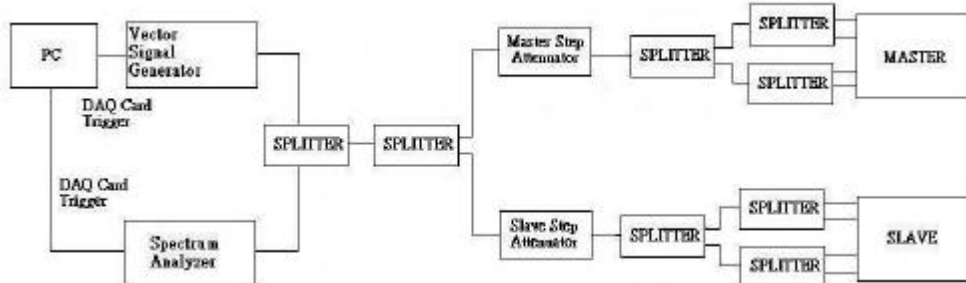 PC
Vector
Signal
Generator
DAQ Card
Trigger
DAQ Card
Trigger
Spectrum
Analyzer
SPLITTER
SPLITTER
Master Step
Attenuator
SPLITTER
SPLITTER
SPLITTER
MASTER
Slave Step
Attenuator
SPLITTER
SPLITTER
SPLITTER
SLAVE